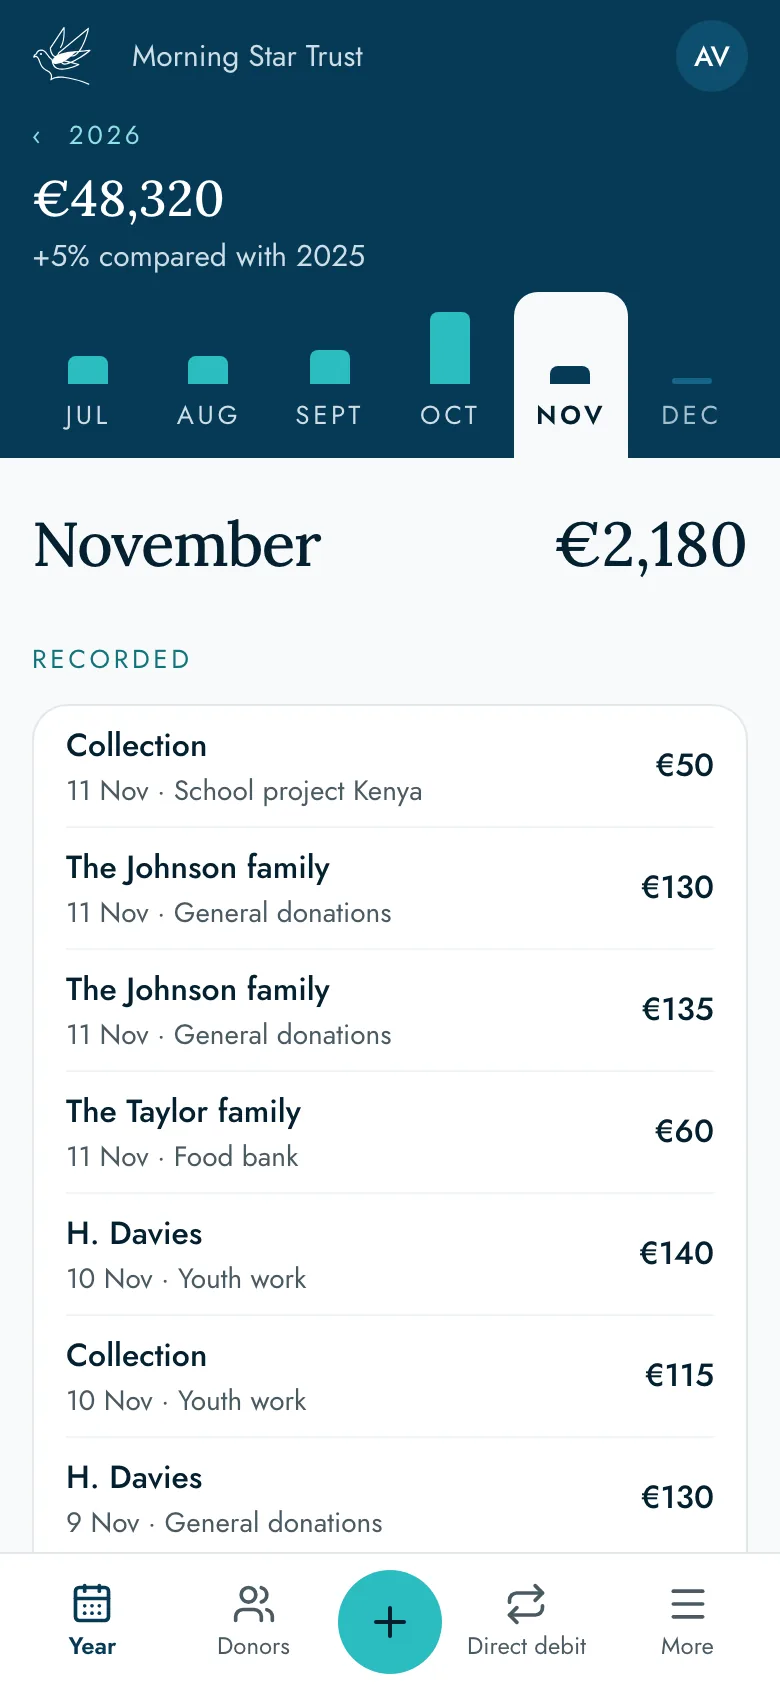 Morning Star Trust
AV
‹ 2026
€48,320
+5% compared with 2025
JUL AUG SEPT OCT NOV DEC
November €2,180
RECORDED
Collection
€50
11 Nov · School project Kenya
The Johnson family
€130
11 Nov · General donations
The Johnson family
€135
11 Nov · General donations
The Taylor family
€60
11 Nov · Food bank
H. Davies
€140
10 Nov · Youth work
Collection
€115
10 Nov · Youth work
H. Davies
€130
9 Nov · General donations
Year Donors Direct debit More